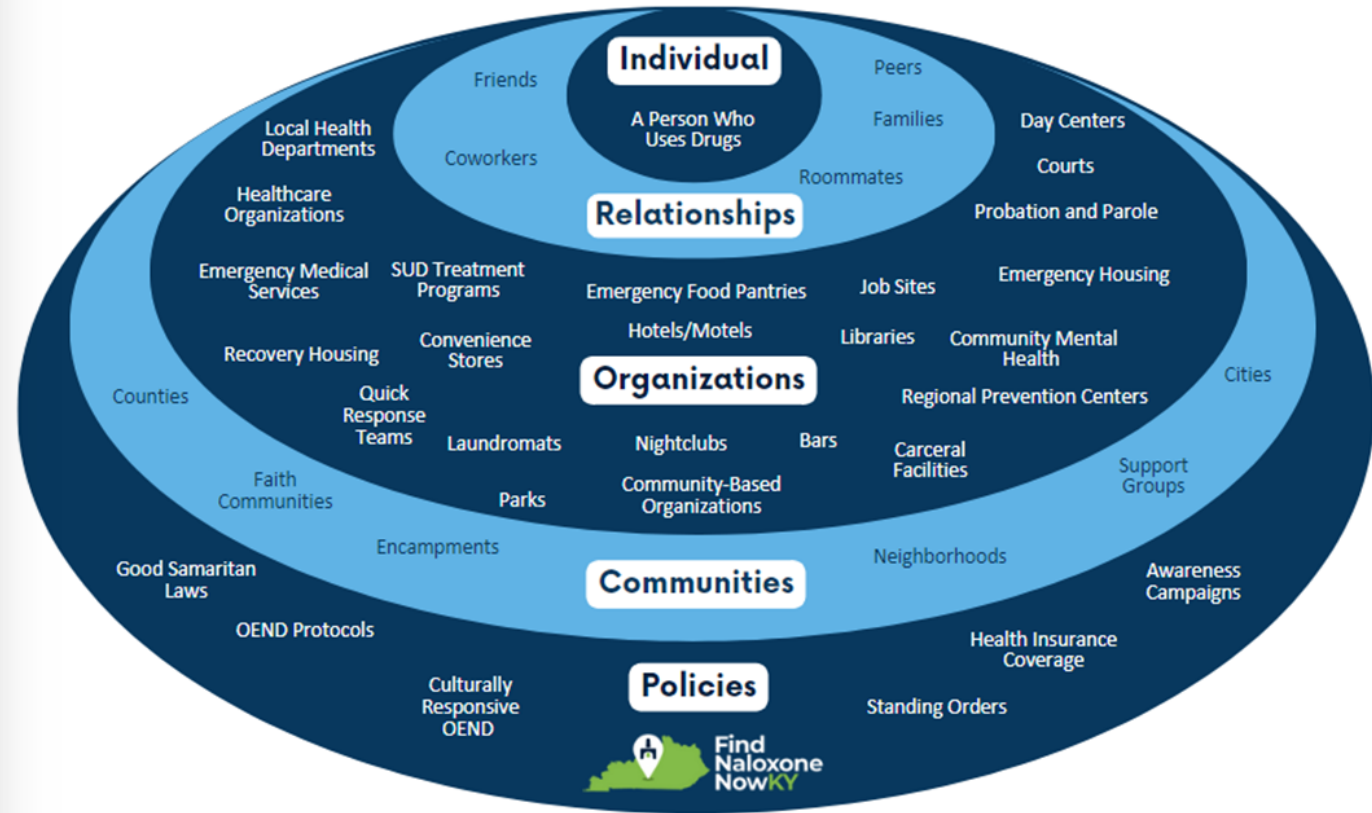 Individual
A Person Who
Uses Drugs
Friends
Peers
Families
Coworkers
Roommates
Relationships
Local Health
Departments
Day Centers
Courts
Healthcare
Organizations
Probation and Parole
Emergency Medical
Services
SUD Treatment
Programs
Emergency Food Pantries
Job Sites
Emergency Housing
Hotels/Motels
Libraries
Community Mental
Health
Recovery Housing
Convenience
Stores
Organizations
Quick
Response
Teams
Regional Prevention Centers
Laundromats
Nightclubs
Bars
Carceral
Facilities
Parks
Community-Based
Organizations
Counties
Cities
Faith
Communities
Support
Groups
Encampments
Neighborhoods
Communities
Good Samaritan
Laws
Awareness
Campaigns
OEND Protocols
Health Insurance
Coverage
Policies
Culturally
Responsive
OEND
Standing Orders
Find
Naloxone
NowKY